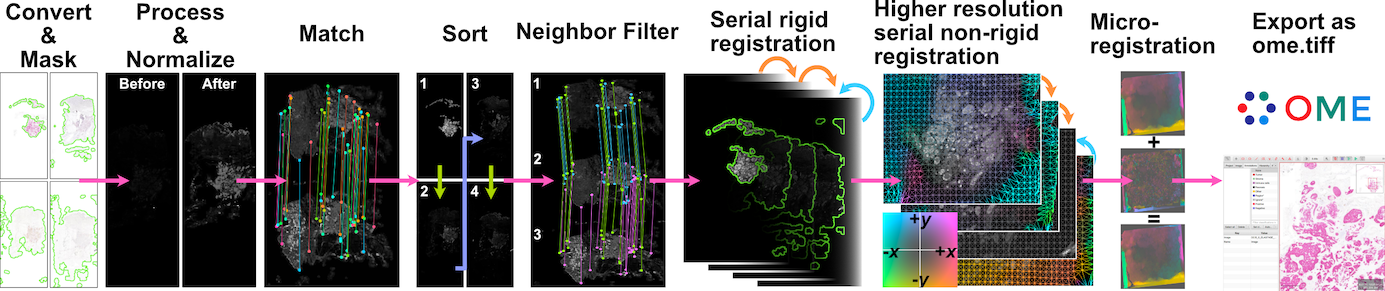 Convert
&
Mask
Process
&
Normalize
Before
After
Match
Sort
1
3
2
4
Neighbor Filter
1
2
3
Serial rigid
registration
Higher resolution
serial non-rigid
registration
+y
-x
+x
-y
Micro-
registration
+
=
Export as
ome.tiff
OME